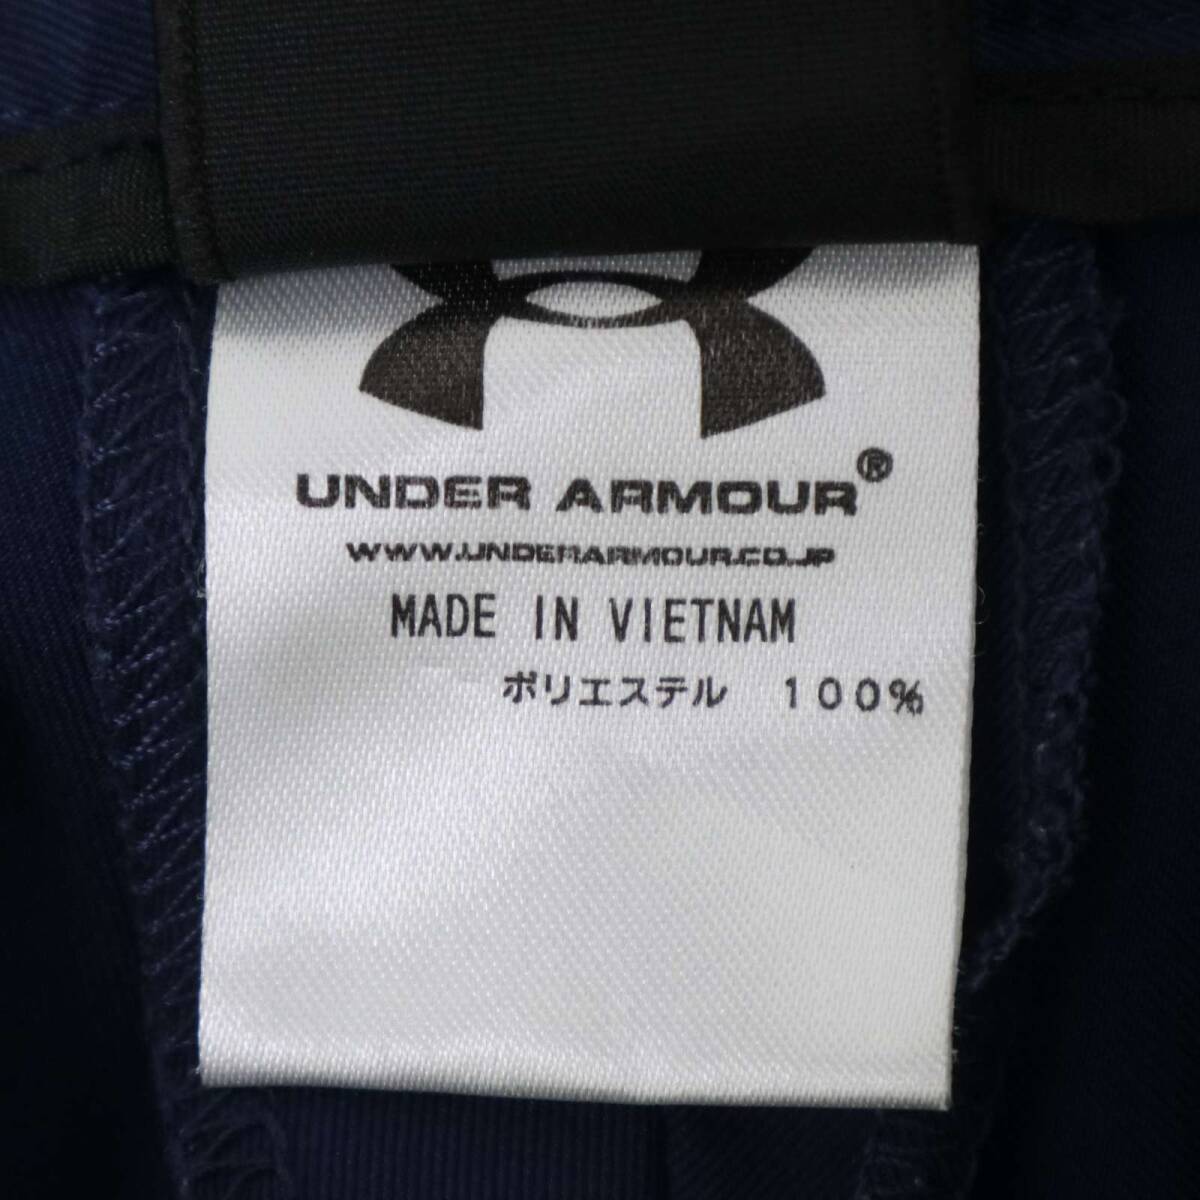 UNDER ARMOUR®
WWW.UNDERARMOUR.CO.JP
MADE IN VIETNAM
ポリエステル　100%